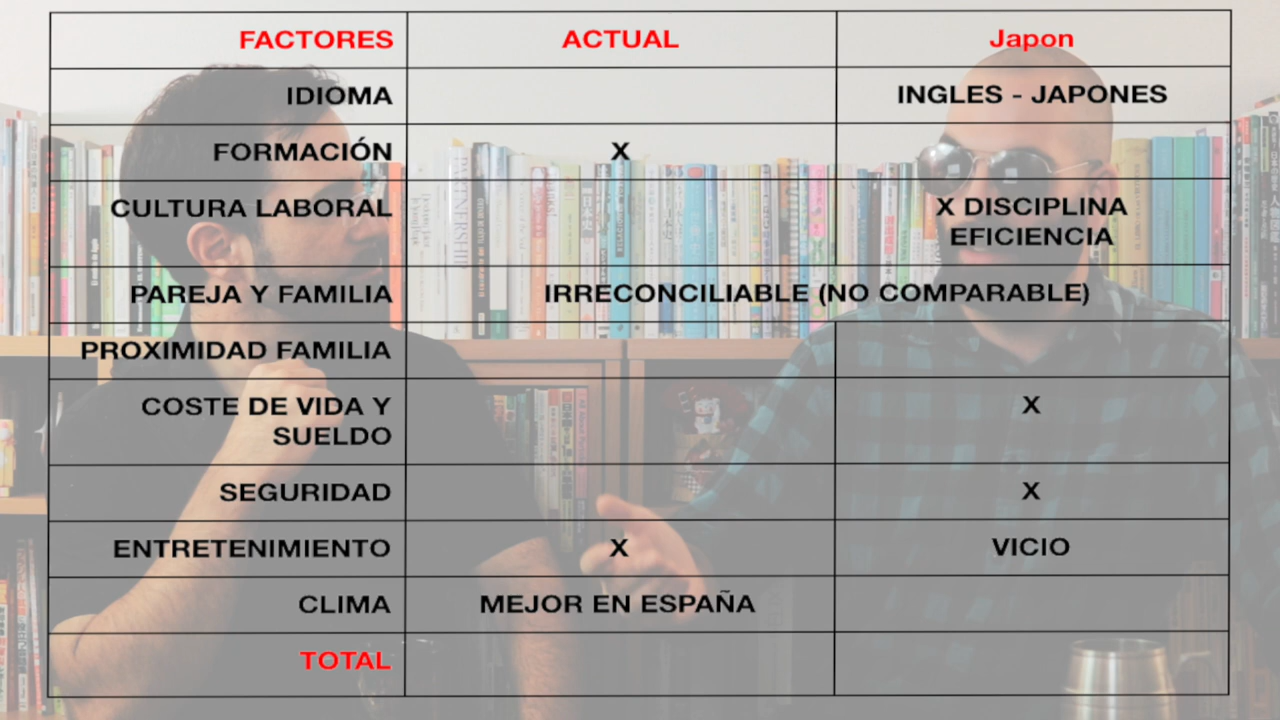 FACTORES ACTUAL Japon
IDIOMA INGLES - JAPONES
FORMACIÓN X
CULTURA LABORAL X DISCIPLINA
EFICIENCIA
PAREJA Y FAMILIA IRRECONCILIABLE (NO COMPARABLE)
PROXIMIDAD FAMILIA
COSTE DE VIDA Y X
SUELDO
SEGURIDAD X
ENTRETENIMIENTO X VICIO
CLIMA MEJOR EN ESPAÑA
TOTAL